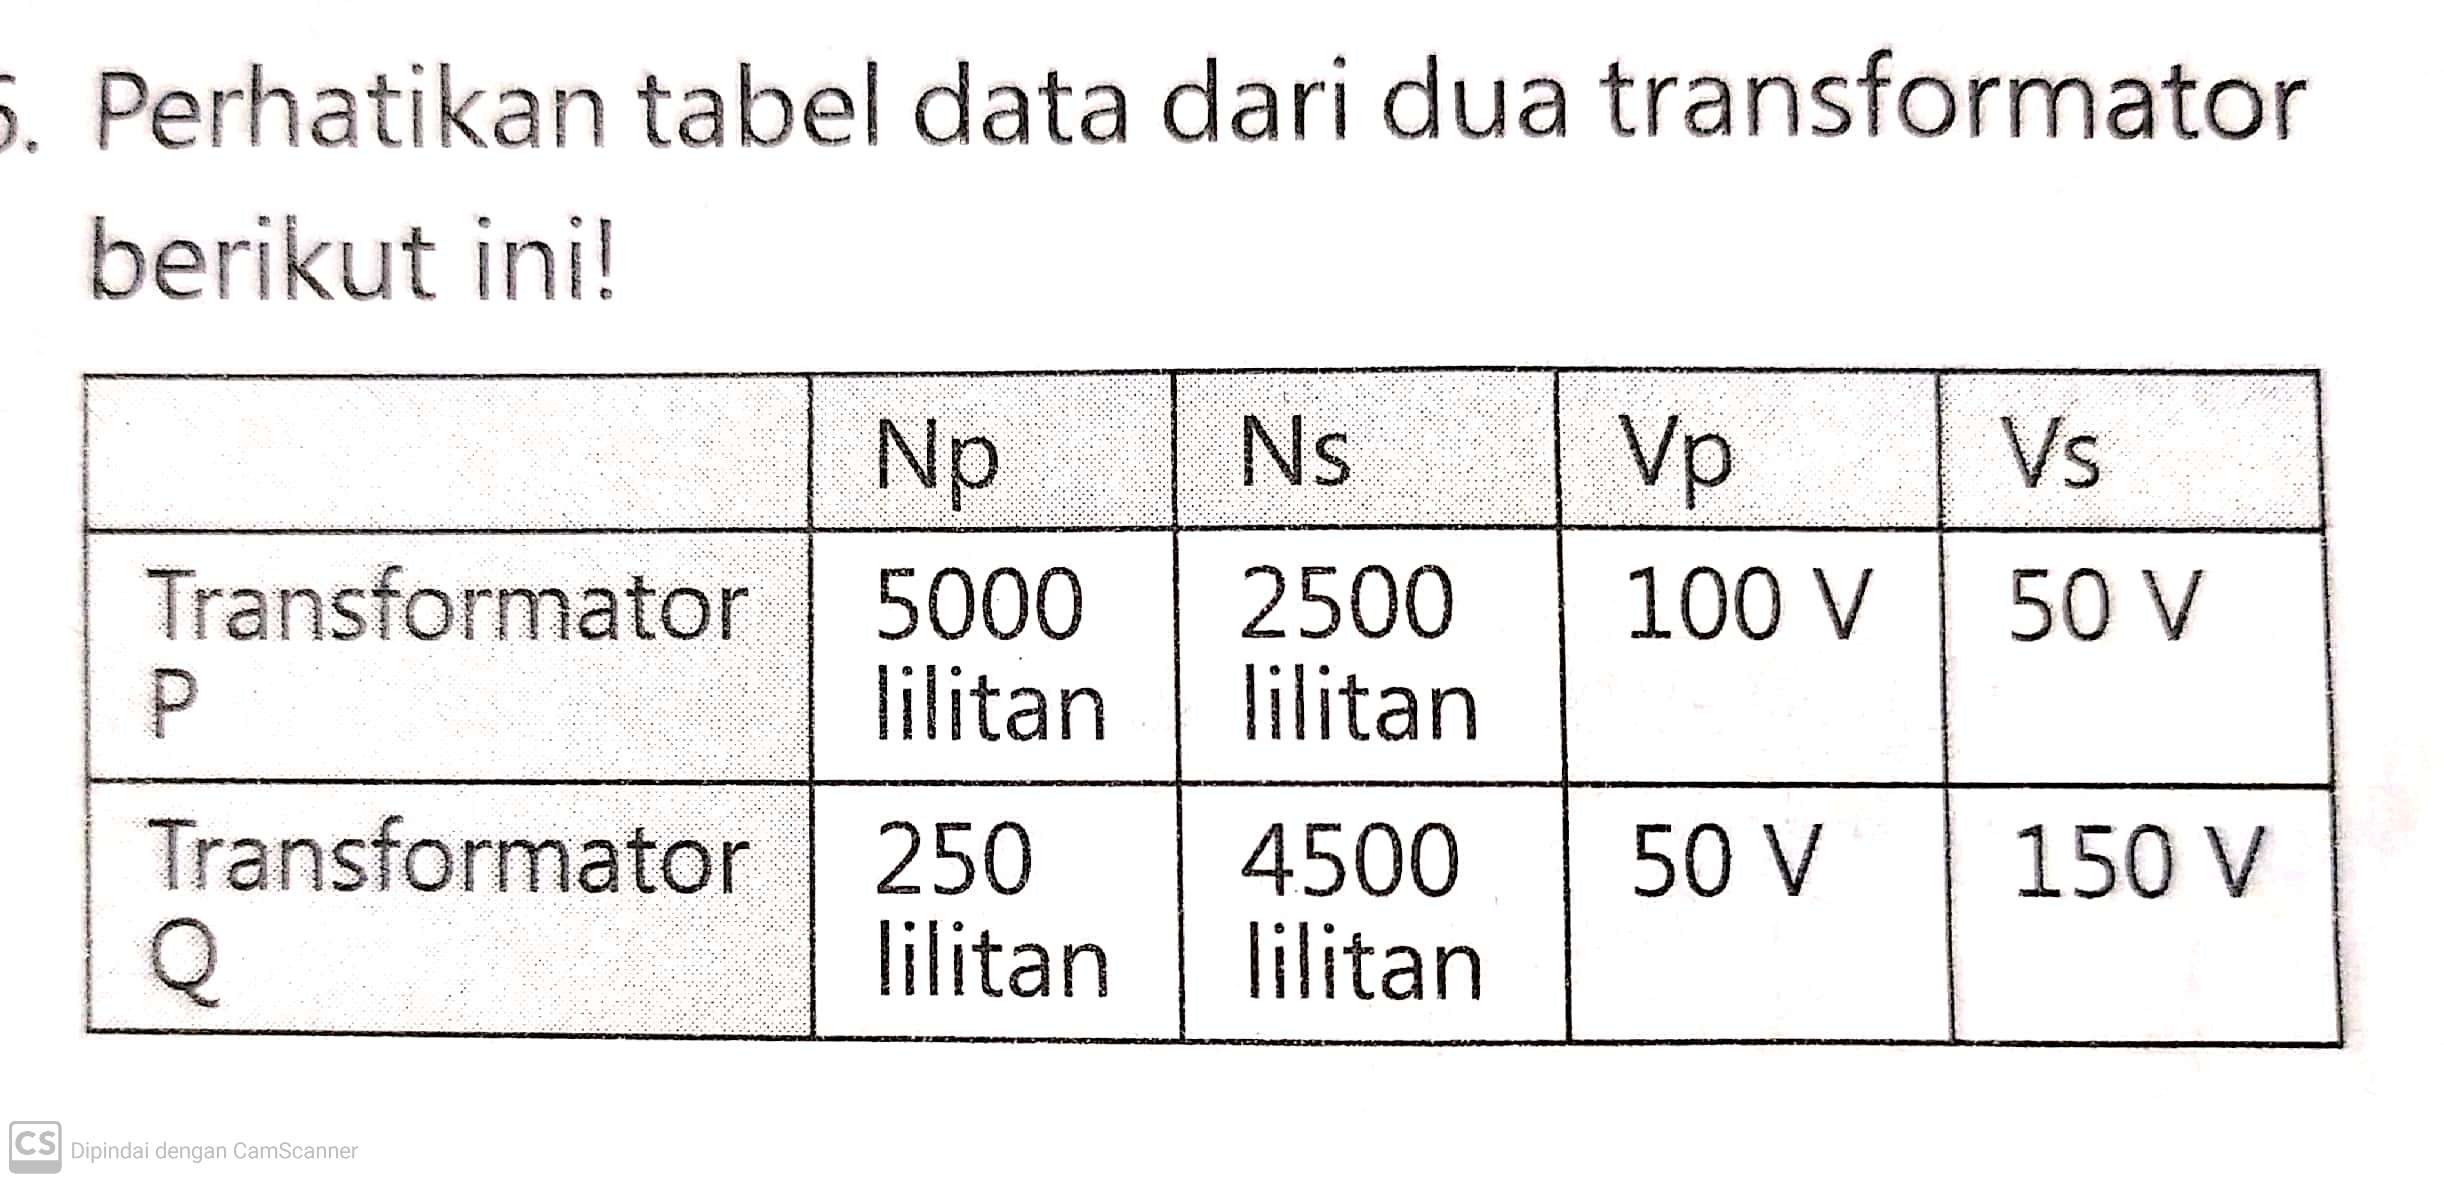 5. Perhatikan tabel data dari dua transformator
berikut ini!
Np Ns Vp Vs
Transformator P 5000 lilitan 2500 lilitan 100 V 50 V
Transformator Q 250 lilitan 4500 lilitan 50 V 150 V
CS Dipindai dengan CamScanner